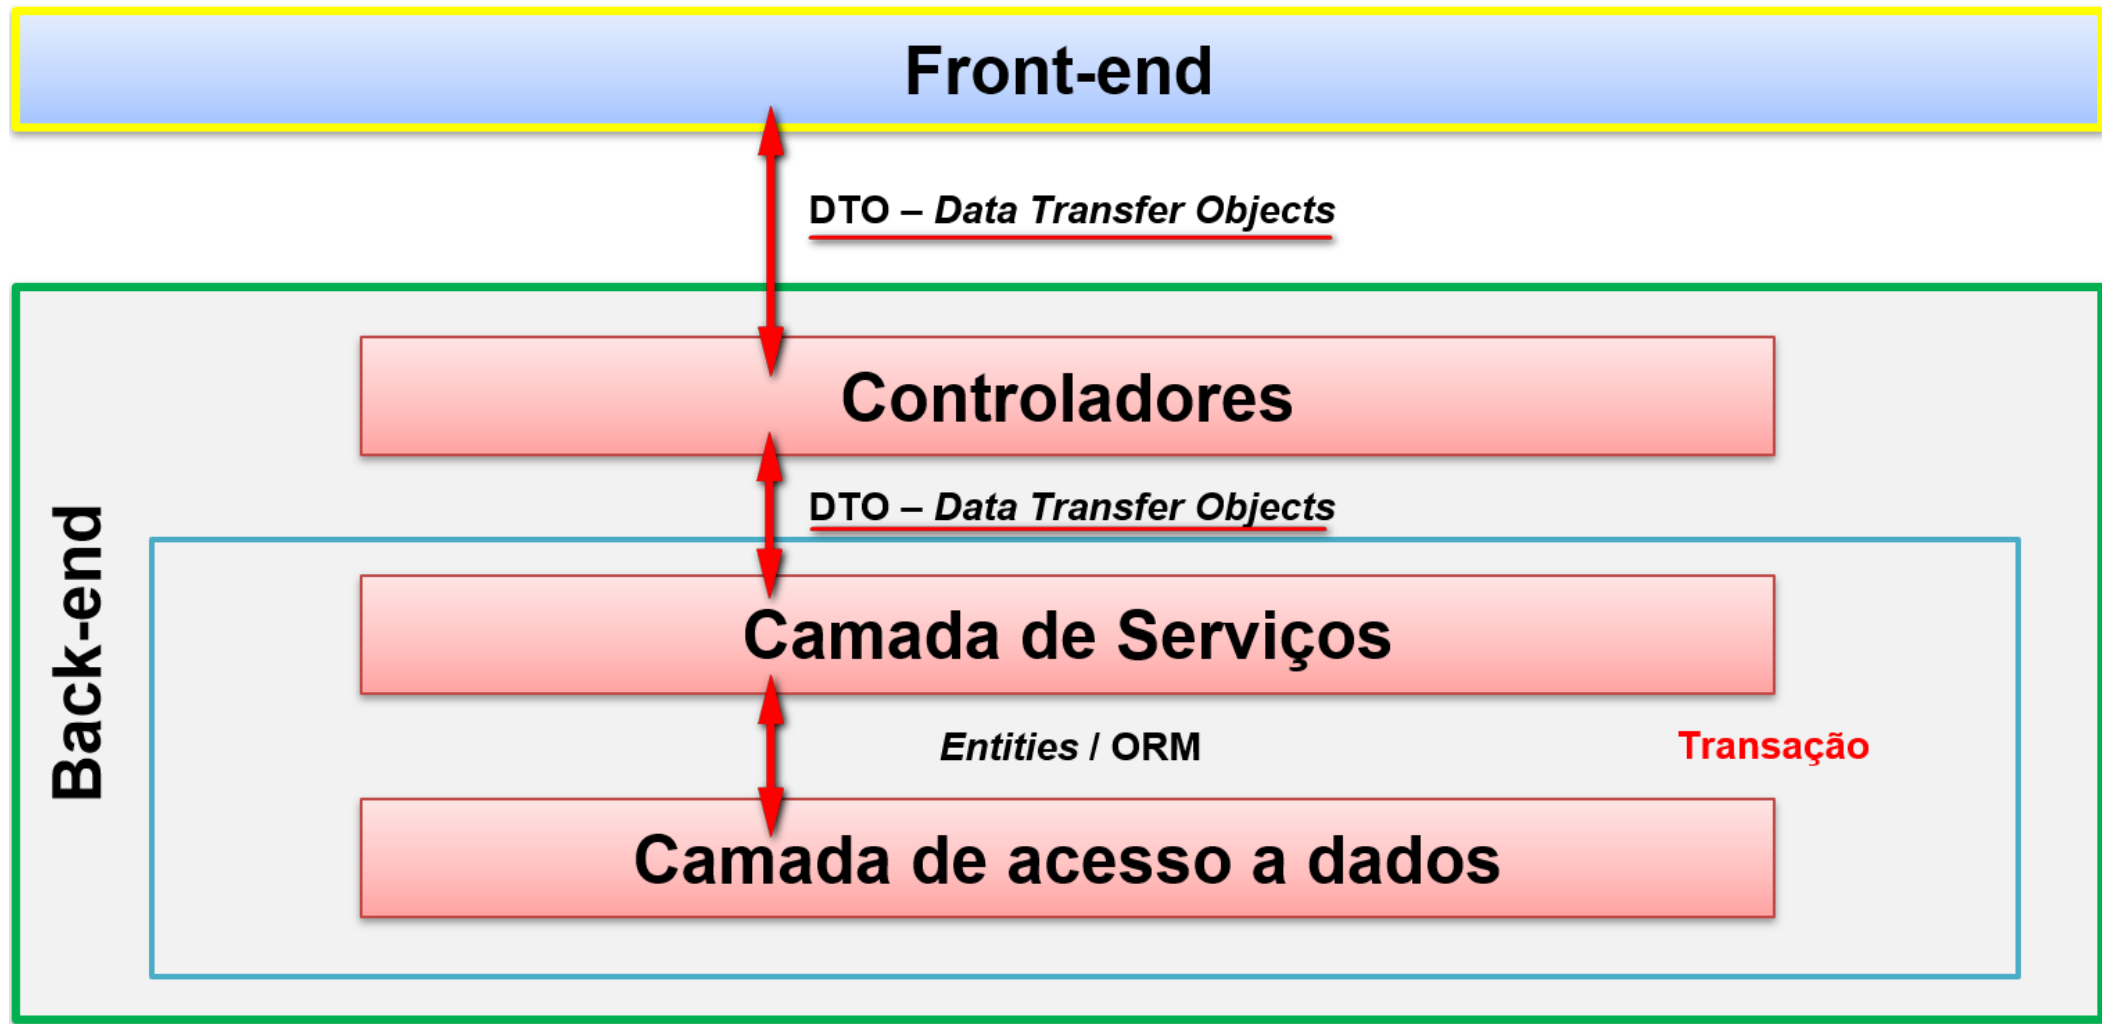 Front-end
DTO – Data Transfer Objects
Controladores
DTO – Data Transfer Objects
Back-end
Camada de Serviços
Entities / ORM
Transação
Camada de acesso a dados